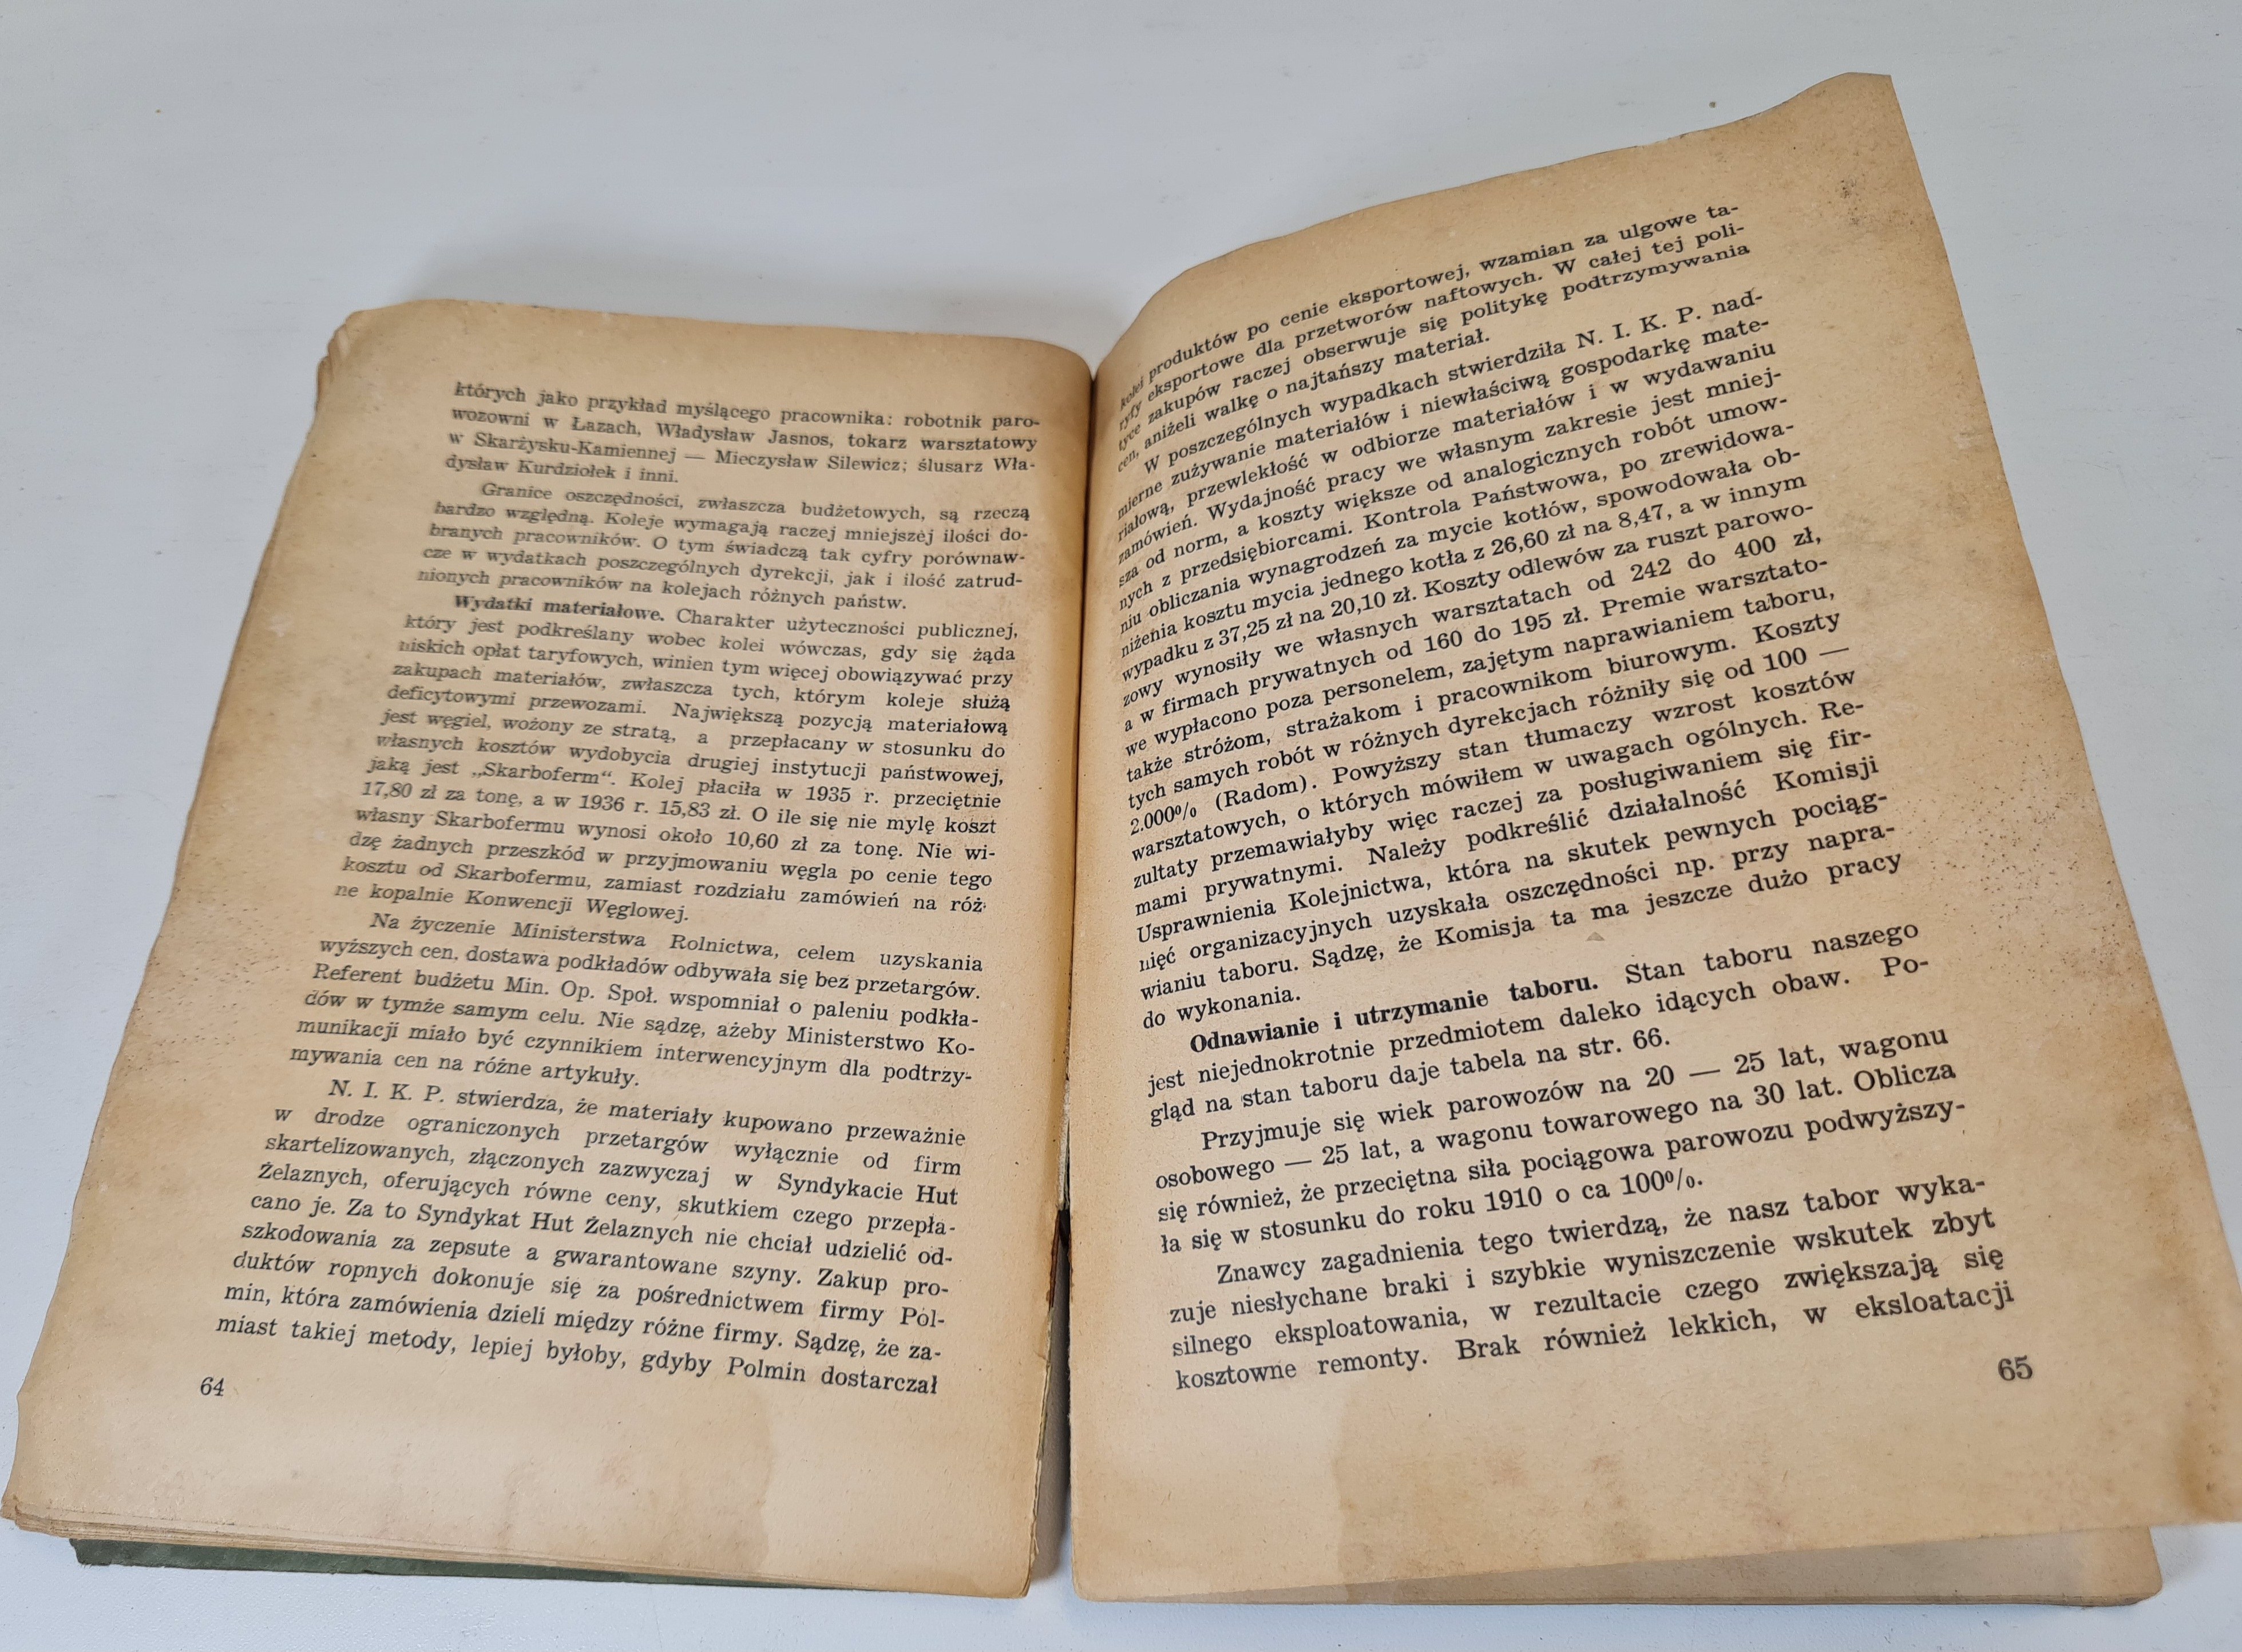 których jako przykład myślącego pracownika: robotnik paro-
wozowni w Łazach, Władysław Jasnos, tokarz warsztatowy
w Skarżysku-Kamiennej — Mieczysław Silewicz; ślusarz Wła-
dysław Kurdziołek i inni.
Granice oszczędności, zwłaszcza budżetowych, są rzeczą
bardzo względną. Koleje wymagają raczej mniejszej ilości do-
branych pracowników. O tym świadczą tak cyfry porównaw-
cze w wydatkach poszczególnych dyrekcji, jak i ilość zatrud-
nionych pracowników na kolejach różnych państw.
Wydatki materiałowe. Charakter użyteczności publicznej,
który jest podkreślany wobec kolei wówczas, gdy się żąda
niskich opłat taryfowych, winien tym więcej obowiązywać przy
zakupach materiałów, zwłaszcza tych, którym koleje służą
deficytowymi przewozami. Największą pozycją materiałową
jest węgiel, wożony ze stratą, a przepłacany w stosunku do
własnych kosztów wydobycia drugiej instytucji państwowej,
jaką jest „Skarboferm“. Kolej płaciła w 1935 r. przeciętnie
17,80 zł za tonę, a w 1936 r. 15,83 zł. O ile się nie mylę koszt
własny Skarbofermu wynosi około 10,60 zł za tonę. Nie wi-
dzę żadnych przeszkód w przyjmowaniu węgla po cenie tego
kosztu od Skarbofermu, zamiast rozdziału zamówień na róż-
ne kopalnie Konwencji Węglowej.
Na życzenie Ministerstwa Rolnictwa, celem uzyskania
wyższych cen, dostawa podkładów odbywała się bez przetargów.
Referent budżetu Min. Op. Społ. wspomniał o paleniu podkła-
dów w tymże samym celu. Nie sądzę, ażeby Ministerstwo Ko-
munikacji miało być czynnikiem interwencyjnym dla podtrzy-
mywania cen na różne artykuły.
N. I. K. P. stwierdza, że materiały kupowano przeważnie
w drodze ograniczonych przetargów wyłącznie od firm
skartelizowanych, złączonych zazwyczaj w Syndykacie Hut
Żelaznych, oferujących równe ceny, skutkiem czego przepła-
cano je. Za to Syndykat Hut Żelaznych nie chciał udzielić od-
szkodowania za zepsute a gwarantowane szyny. Zakup pro-
duktów ropnych dokonuje się za pośrednictwem firmy Pol-
min, która zamówienia dzieli między różne firmy. Sądzę, że za-
miast takiej metody, lepiej byłoby, gdyby Polmin dostarczał
64
kolei produktów po cenie eksportowej, wzamian za ulgowe ta-
ryfy eksportowe dla przetworów naftowych. W całej tej poli-
tyce zakupów raczej obserwuje się politykę podtrzymywania
cen, aniżeli walkę o najtańszy materiał.
W poszczególnych wypadkach stwierdziła N. I. K. P. nad-
mierne zużywanie materiałów i niewłaściwą gospodarkę mate-
riałową, przewlekłość w odbiorze materiałów i w wydawaniu
zamówień. Wydajność pracy we własnym zakresie jest mniej-
sza od norm, a koszty większe od analogicznych robót umow-
nych z przedsiębiorcami. Kontrola Państwowa, po zrewidowa-
niu obliczania wynagrodzeń za mycie kotłów, spowodowała ob-
niżenia kosztu mycia jednego kotła z 26,60 zł na 8,47, a w innym
wypadku z 37,25 zł na 20,10 zł. Koszty odlewów za ruszt parowo-
zowy wynosiły we własnych warsztatach od 242 do 400 zł,
a w firmach prywatnych od 160 do 195 zł. Premie warsztato-
we wypłacono poza personelem, zajętym naprawianiem taboru,
także stróżom, strażakom i pracownikom biurowym. Koszty
tych samych robót w różnych dyrekcjach różniły się od 100 —
2.000% (Radom). Powyższy stan tłumaczy wzrost kosztów
warsztatowych, o których mówiłem w uwagach ogólnych. Re-
zultaty przemawiałyby więc raczej za posługiwaniem się fir-
mami prywatnymi. Należy podkreślić działalność Komisji
Usprawnienia Kolejnictwa, która na skutek pewnych pociąg-
nięć organizacyjnych uzyskała oszczędności np. przy napra-
wianiu taboru. Sądzę, że Komisja ta ma jeszcze dużo pracy
do wykonania.
Odnawianie i utrzymanie taboru. Stan taboru naszego
jest niejednokrotnie przedmiotem daleko idących obaw. Po-
gląd na stan taboru daje tabela na str. 66.
Przyjmuje się wiek parowozów na 20 — 25 lat, wagonu
osobowego — 25 lat, a wagonu towarowego na 30 lat. Oblicza
się również, że przeciętna siła pociągowa parowozu podwyższy-
ła się w stosunku do roku 1910 o ca 100%.
Znawcy zagadnienia tego twierdzą, że nasz tabor wyka-
zuje niesłychane braki i szybkie wyniszczenie wskutek zbyt
silnego eksploatowania, w rezultacie czego zwiększają się
kosztowne remonty. Brak również lekkich, w eksloatacji
65